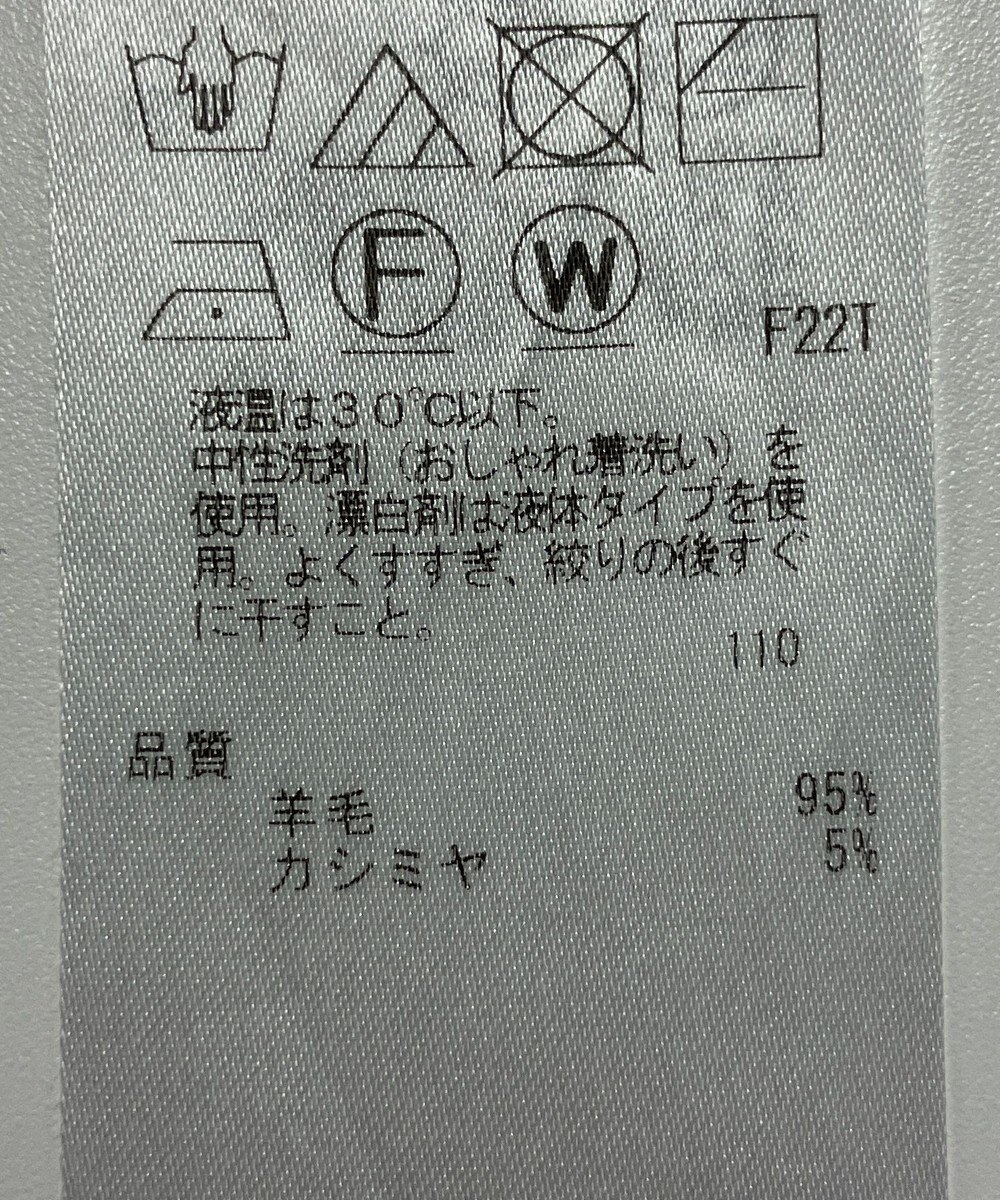 F
W
F22T
液温は30℃以下。
中性洗剤（おしゃれ着洗い）を
使用。漂白剤は液体タイプを使
用。よくすすぎ、絞りの後すぐ
に干すこと。
110
品質
羊毛 95%
カシミヤ 5%